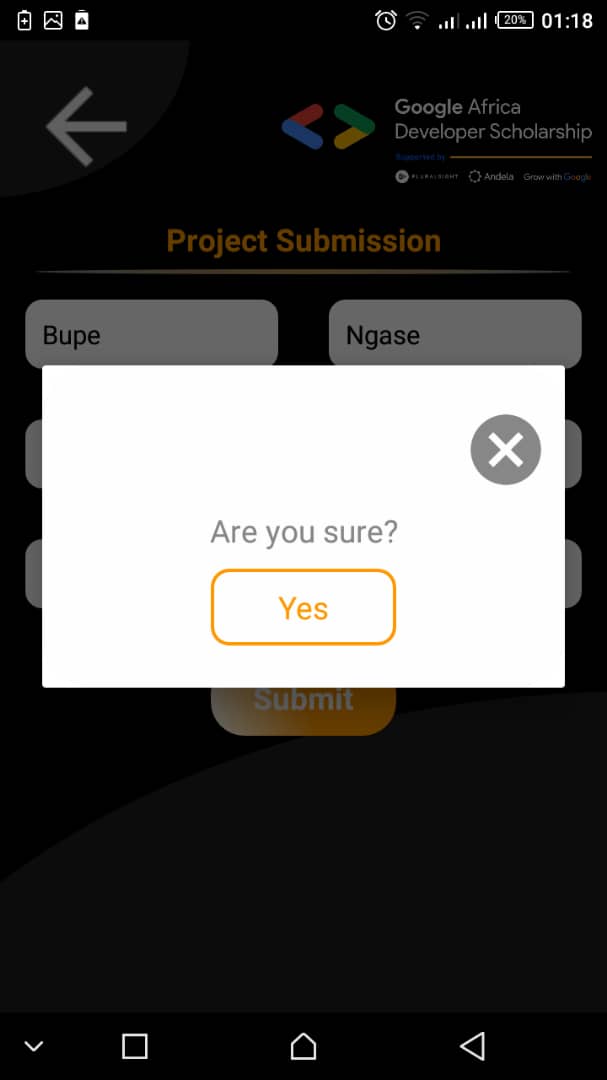 20% 01:18
Google Africa
Developer Scholarship
Supported by
PLURALSIGHT Andela Grow with Google
Project Submission
Bupe Ngase
Are you sure?
Yes
Submit